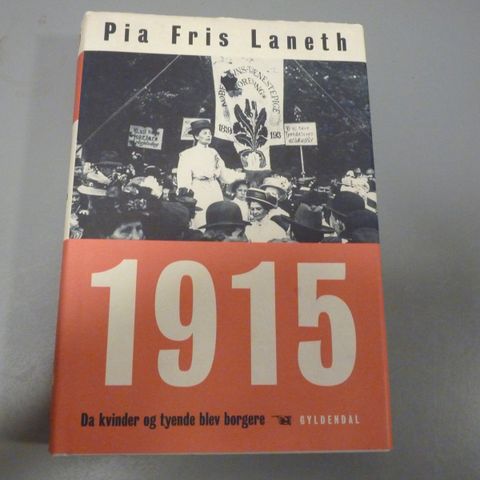 Pia Fris Laneth
1915
Da kvinder og tyende blev borgere GYLDENDAL